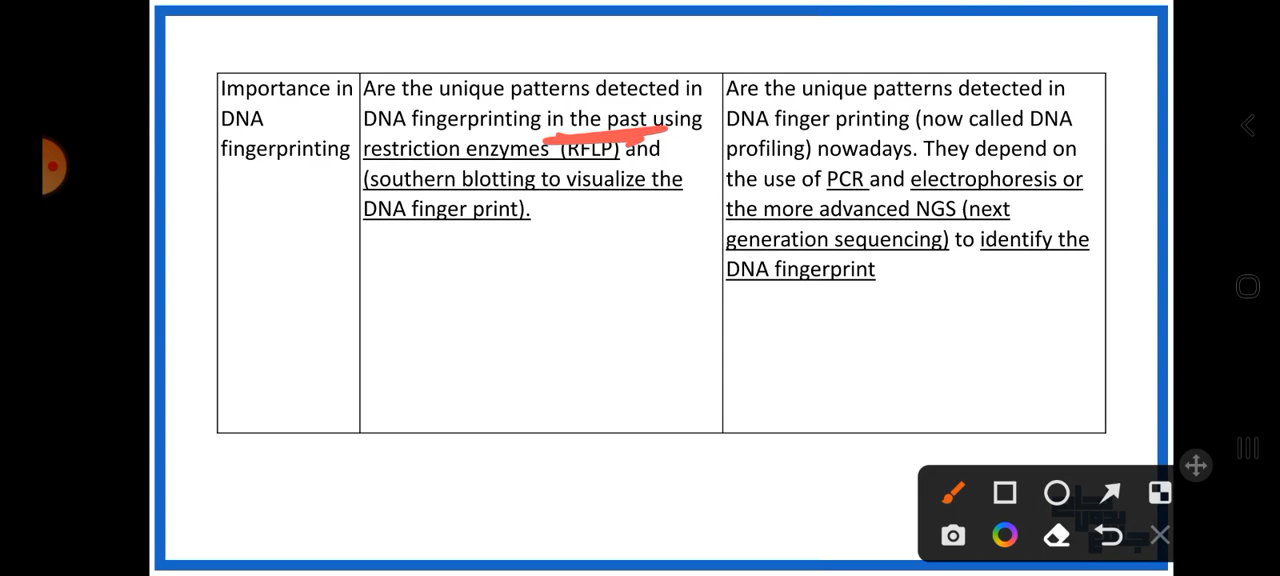 Importance in
DNA
fingerprinting
Are the unique patterns detected in
DNA fingerprinting in the past using
restriction enzymes (RFLP) and
(southern blotting to visualize the
DNA finger print).
Are the unique patterns detected in
DNA finger printing (now called DNA
profiling) nowadays. They depend on
the use of PCR and electrophoresis or
the more advanced NGS (next
generation sequencing) to identify the
DNA fingerprint